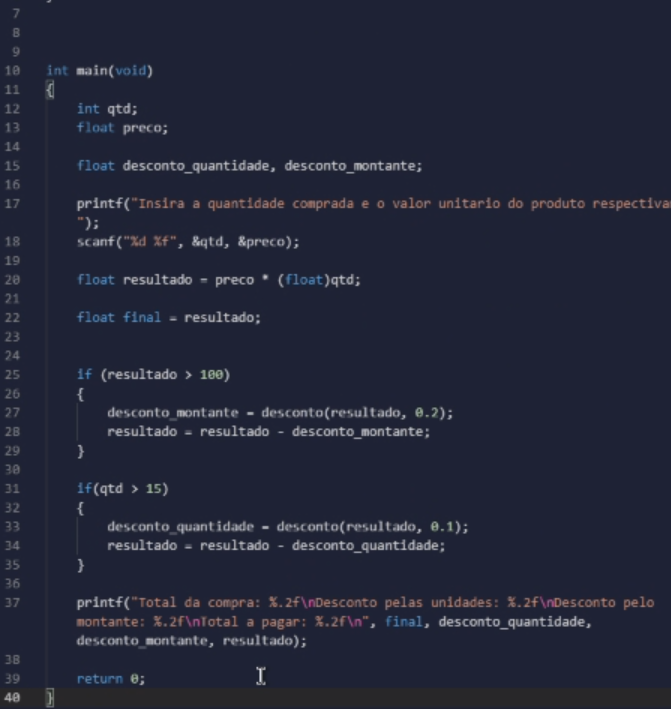 7
8
9
10 int main(void)
11 {
12 int qtd;
13 float preco;
14
15 float desconto_quantidade, desconto_montante;
16
17 printf("Insira a quantidade comprada e o valor unitario do produto
");
18 scanf("%d %f", &qtd, &preco);
19
20 float resultado = preco * (float)qtd;
21
22 float final = resultado;
23
24
25 if (resultado > 100)
26 {
27 desconto_montante = desconto(resultado, 0.2);
28 resultado = resultado - desconto_montante;
29 }
30
31 if(qtd > 15)
32 {
33 desconto_quantidade = desconto(resultado, 0.1);
34 resultado = resultado - desconto_quantidade;
35 }
36
37 printf("Total da compra: %.2f\nDesconto pelas unidades: %.2f\nDesconto pelo
montante: %.2f\nTotal a pagar: %.2f\n", final, desconto_quantidade,
desconto_montante, resultado);
38
39 return 0;
40 }